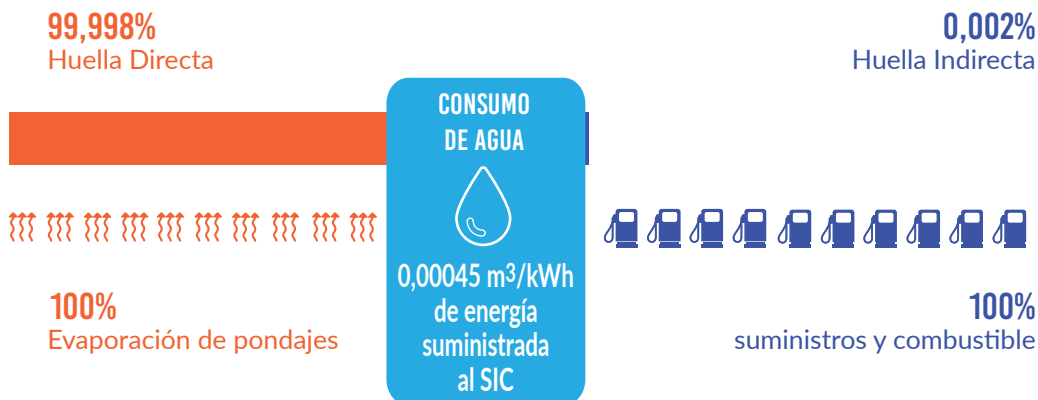 99,998%
Huella Directa
0,002%
Huella Indirecta
CONSUMO
DE AGUA
0,00045 m³/kWh
de energía
suministrada
al SIC
100%
Evaporación de pondajes
100%
suministros y combustible